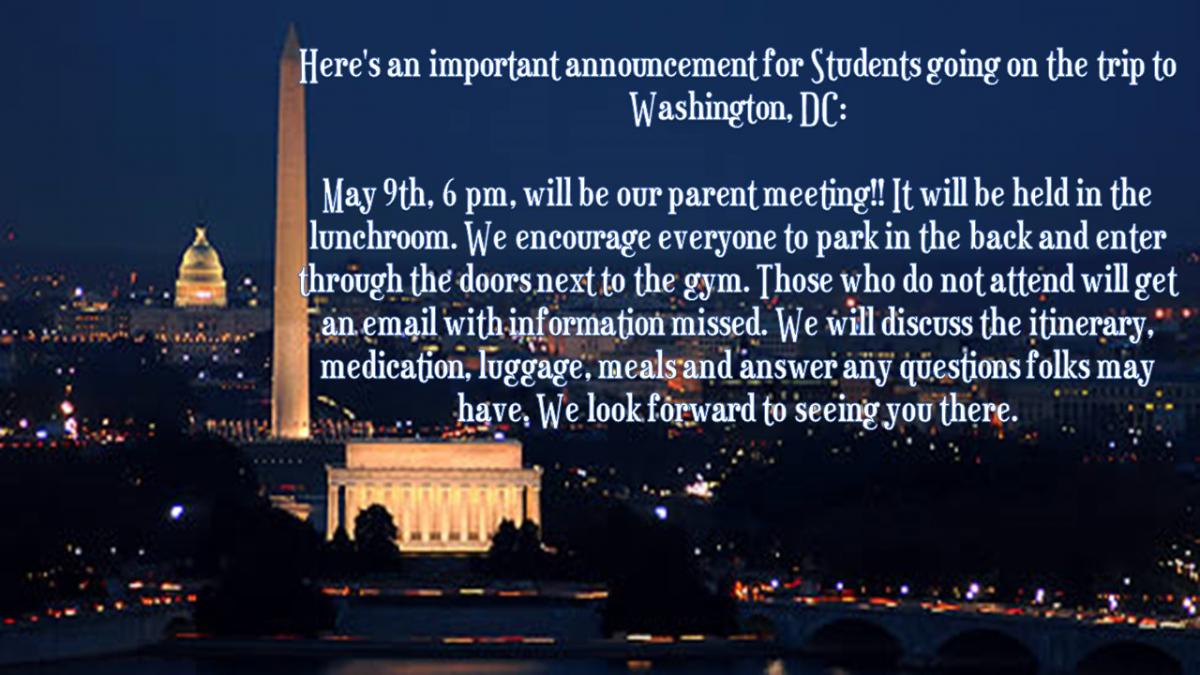 Here's an important announcement for Students going on the trip to
Washington, DC:
May 9th, 6 pm, will be our parent meeting!! It will be held in the
lunchroom. We encourage everyone to park in the back and enter
through the doors next to the gym. Those who do not attend will get
an email with information missed. We will discuss the itinerary,
medication, luggage, meals and answer any questions folks may
have. We look forward to seeing you there.